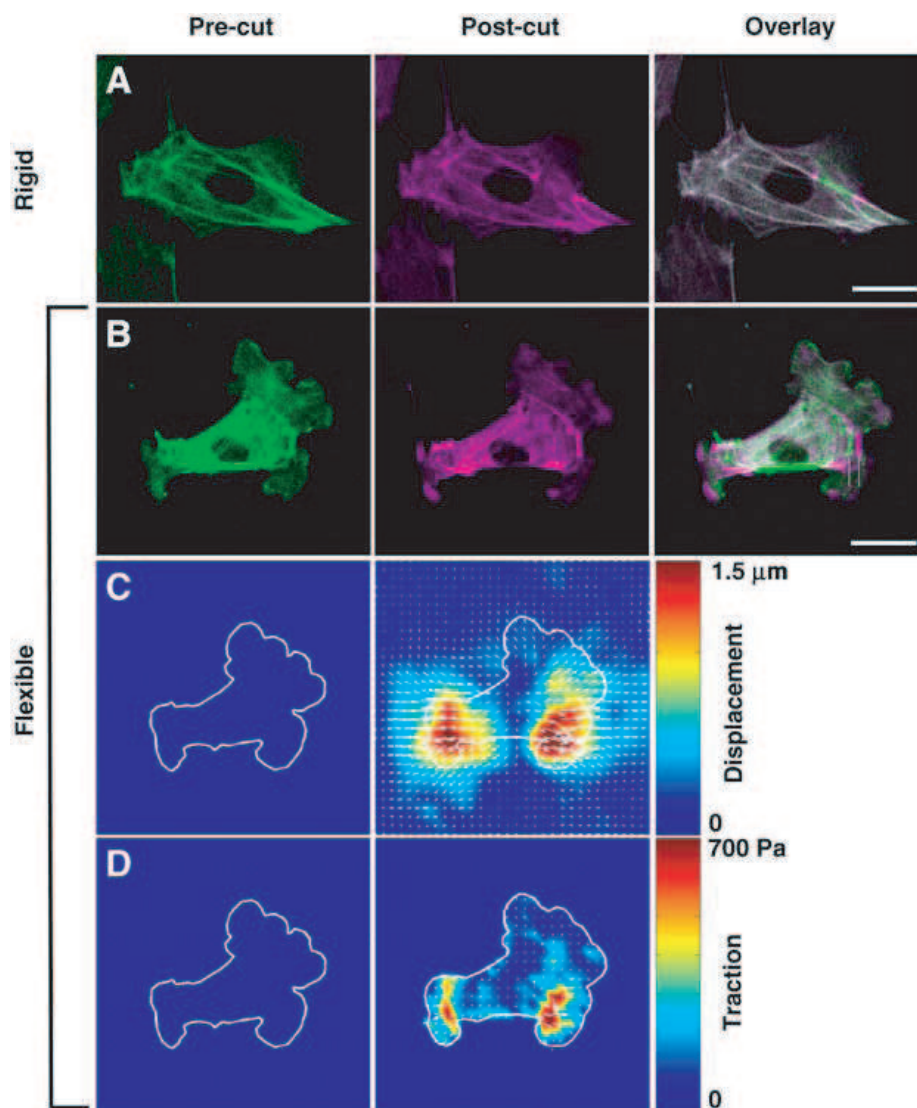 Pre-cut
Post-cut
Overlay
Rigid
A
Flexible
B
C
1.5 μm
Displacement
0
D
700 Pa
Traction
0